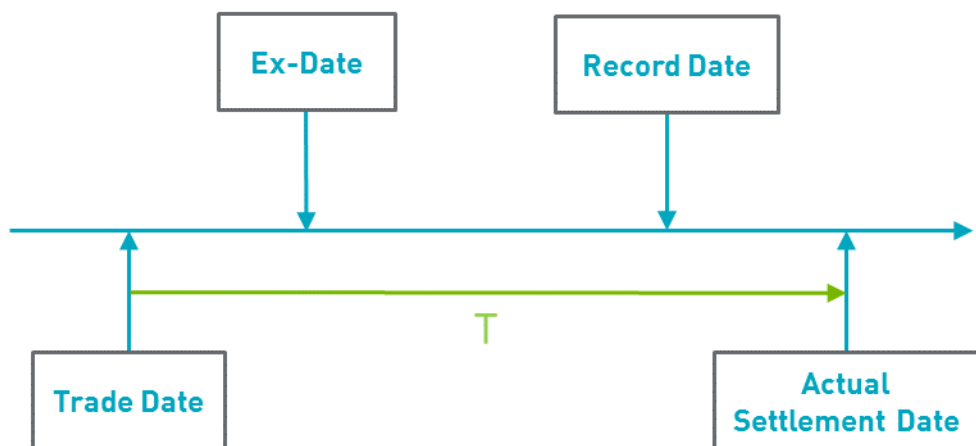 Ex-Date
Record Date
T
Trade Date
Actual
Settlement Date